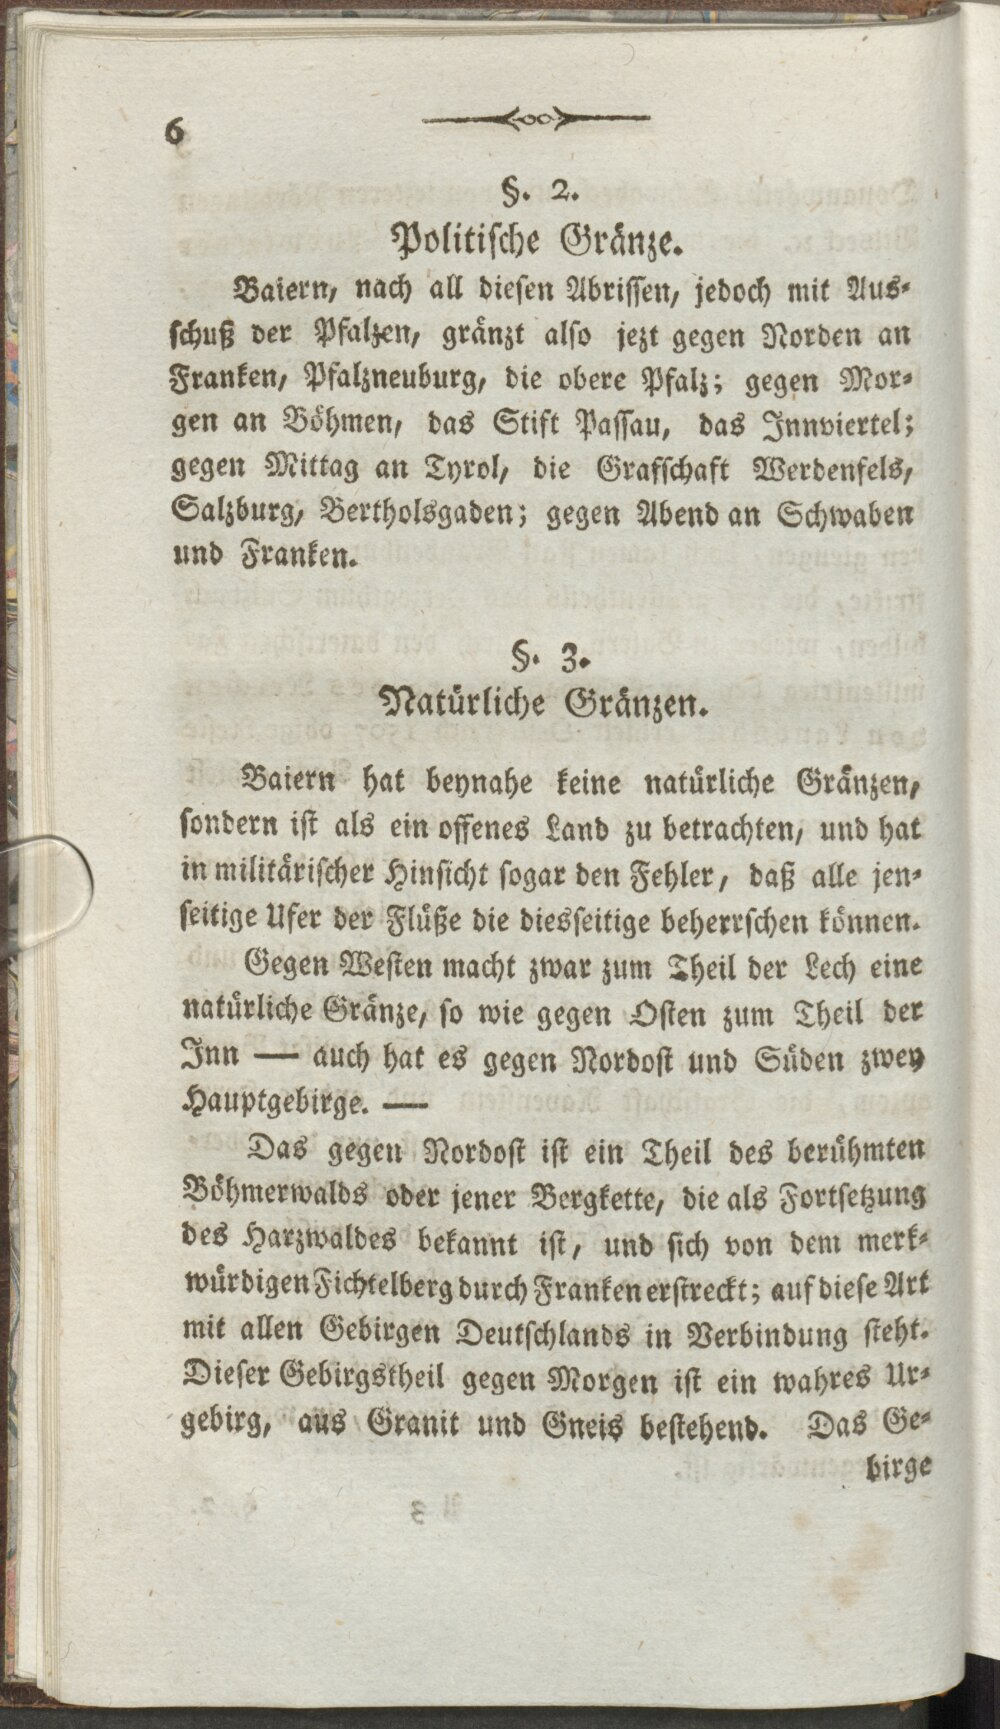 6
§. 2.
Politische Gränze.
Baiern, nach all diesen Abrissen, jedoch mit Aus-
schuß der Pfalzen, gränzt also jezt gegen Norden an
Franken, Pfalzneuburg, die obere Pfalz; gegen Mor-
gen an Böhmen, das Stift Passau, das Innviertel;
gegen Mittag an Tyrol, die Grafschaft Werdenfels,
Salzburg, Bertholsgaden; gegen Abend an Schwaben
und Franken.
§. 3.
Natürliche Gränzen.
Baiern hat beynahe keine natürliche Gränzen,
sondern ist als ein offenes Land zu betrachten, und hat
in militärischer Hinsicht sogar den Fehler, daß alle jen-
seitige Ufer der Flüße die diesseitige beherrschen können.
Gegen Westen macht zwar zum Theil der Lech eine
natürliche Gränze, so wie gegen Osten zum Theil der
Inn — auch hat es gegen Nordost und Süden zwey
Hauptgebirge. —
Das gegen Nordost ist ein Theil des berühmten
Böhmerwalds oder jener Bergkette, die als Fortsetzung
des Harzwaldes bekannt ist, und sich von dem merk-
würdigen Fichtelberg durch Franken erstreckt; auf diese Art
mit allen Gebirgen Deutschlands in Verbindung steht.
Dieser Gebirgstheil gegen Morgen ist ein wahres Ur-
gebirg, aus Granit und Gneis bestehend. Das Ge-
birge